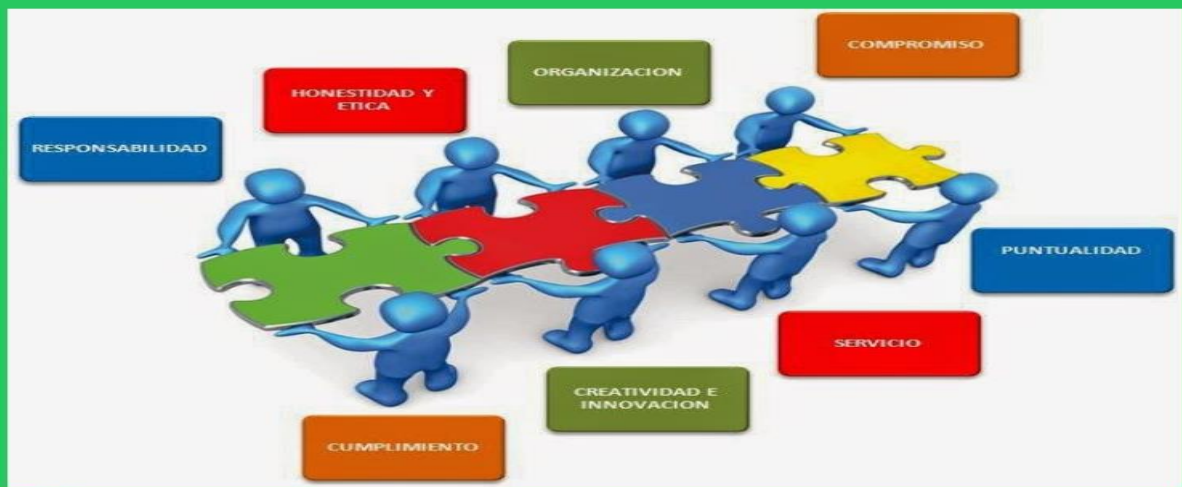 COMPROMISO
ORGANIZACION
HONESTIDAD Y
ETICA
RESPONSABILIDAD
PUNTUALIDAD
SERVICIO
CREATIVIDAD E
INNOVACION
CUMPLIMIENTO